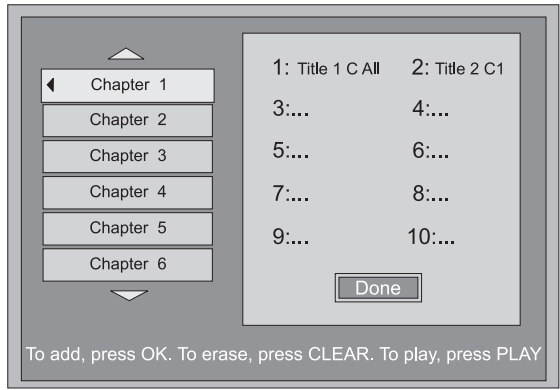 Chapter 1
Chapter 2
Chapter 3
Chapter 4
Chapter 5
Chapter 6
1: Title 1 C All 2: Title 2 C1
3:... 4:...
5:... 6:...
7:... 8:...
9:... 10:...
Done
To add, press OK. To erase, press CLEAR. To play, press PLAY